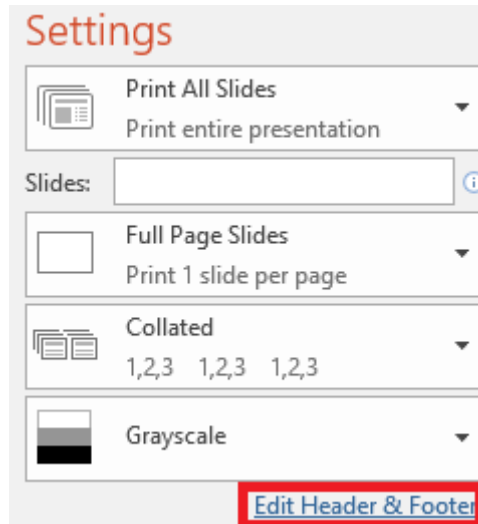 Settings
Print All Slides
Print entire presentation
Slides:
Full Page Slides
Print 1 slide per page
Collated
1,2,3 1,2,3 1,2,3
Grayscale
Edit Header & Footer